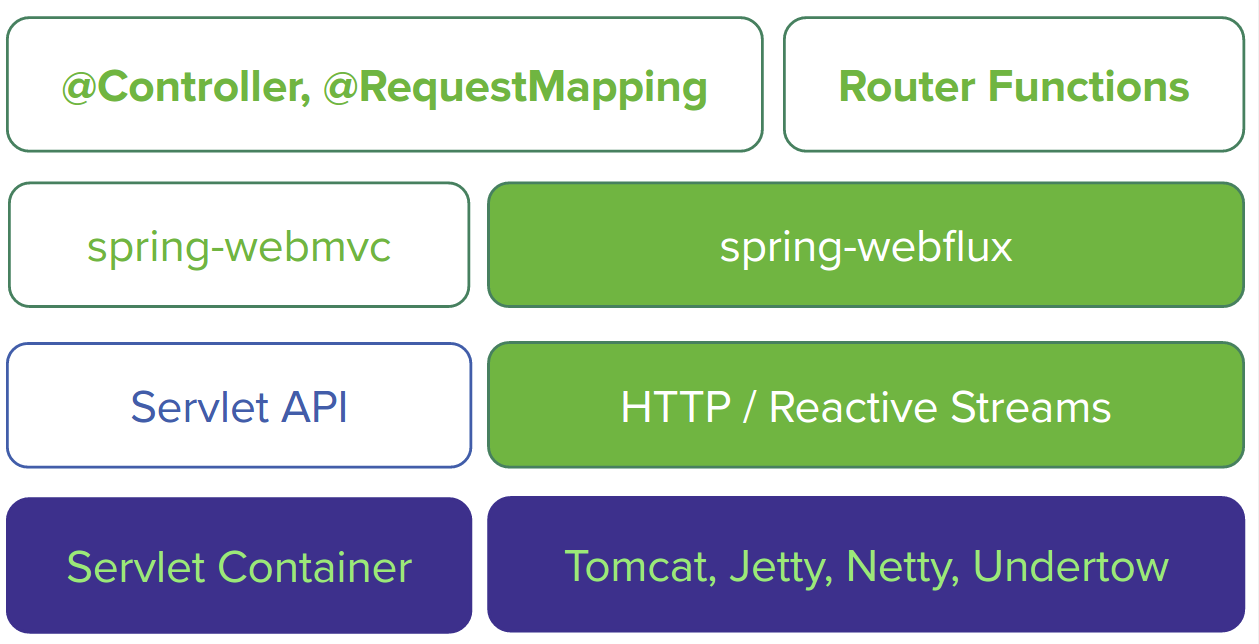 @Controller, @RequestMapping
Router Functions
spring-webmvc
spring-webflux
Servlet API
HTTP / Reactive Streams
Servlet Container
Tomcat, Jetty, Netty, Undertow